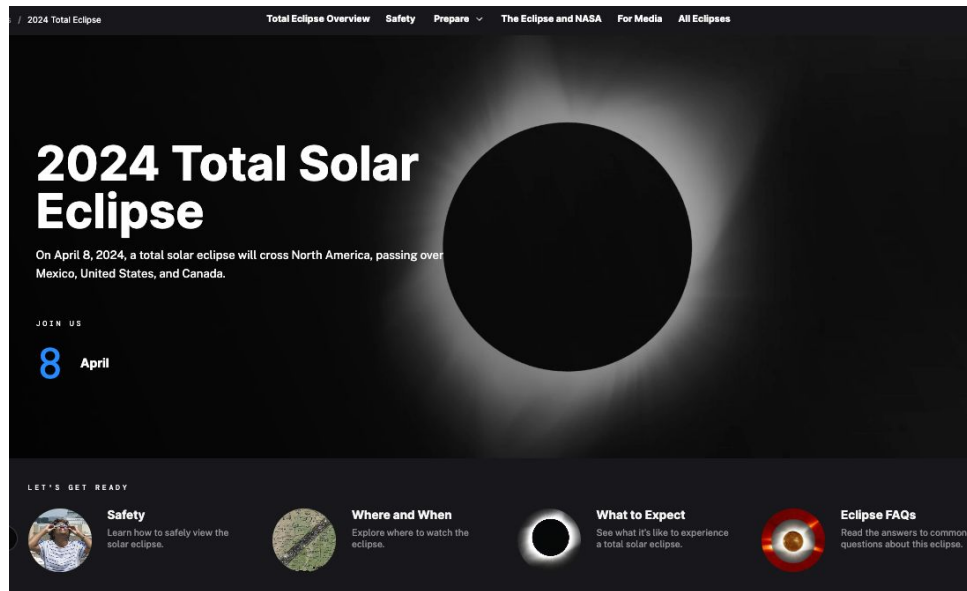 / 2024 Total Eclipse
Total Eclipse Overview Safety Prepare The Eclipse and NASA For Media All Eclipses
2024 Total Solar
Eclipse
On April 8, 2024, a total solar eclipse will cross North America, passing over
Mexico, United States, and Canada.
JOIN US
8 April
LET'S GET READY
Safety
Learn how to safely view the
solar eclipse.
Where and When
Explore where to watch the
eclipse.
What to Expect
See what it's like to experience
a total solar eclipse.
Eclipse FAQs
Read the answers to common
questions about this eclipse.